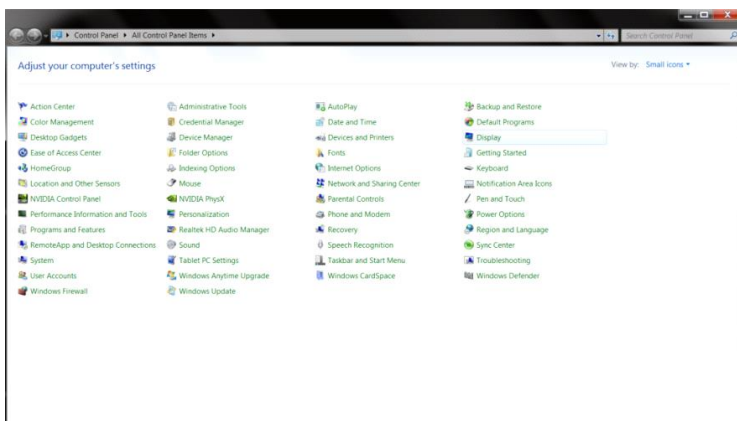 Control Panel ▸ All Control Panel Items ▸
Search Control Panel
Adjust your computer's settings
View by: Small icons
Action Center
Administrative Tools
AutoPlay
Backup and Restore
Color Management
Credential Manager
Date and Time
Default Programs
Desktop Gadgets
Device Manager
Devices and Printers
Display
Ease of Access Center
Folder Options
Fonts
Getting Started
HomeGroup
Indexing Options
Internet Options
Keyboard
Location and Other Sensors
Mouse
Network and Sharing Center
Notification Area Icons
NVIDIA Control Panel
NVIDIA PhysX
Parental Controls
Pen and Touch
Performance Information and Tools
Personalization
Phone and Modem
Power Options
Programs and Features
Realtek HD Audio Manager
Recovery
Region and Language
RemoteApp and Desktop Connections
Sound
Speech Recognition
Sync Center
System
Tablet PC Settings
Taskbar and Start Menu
Troubleshooting
User Accounts
Windows Anytime Upgrade
Windows CardSpace
Windows Defender
Windows Firewall
Windows Update